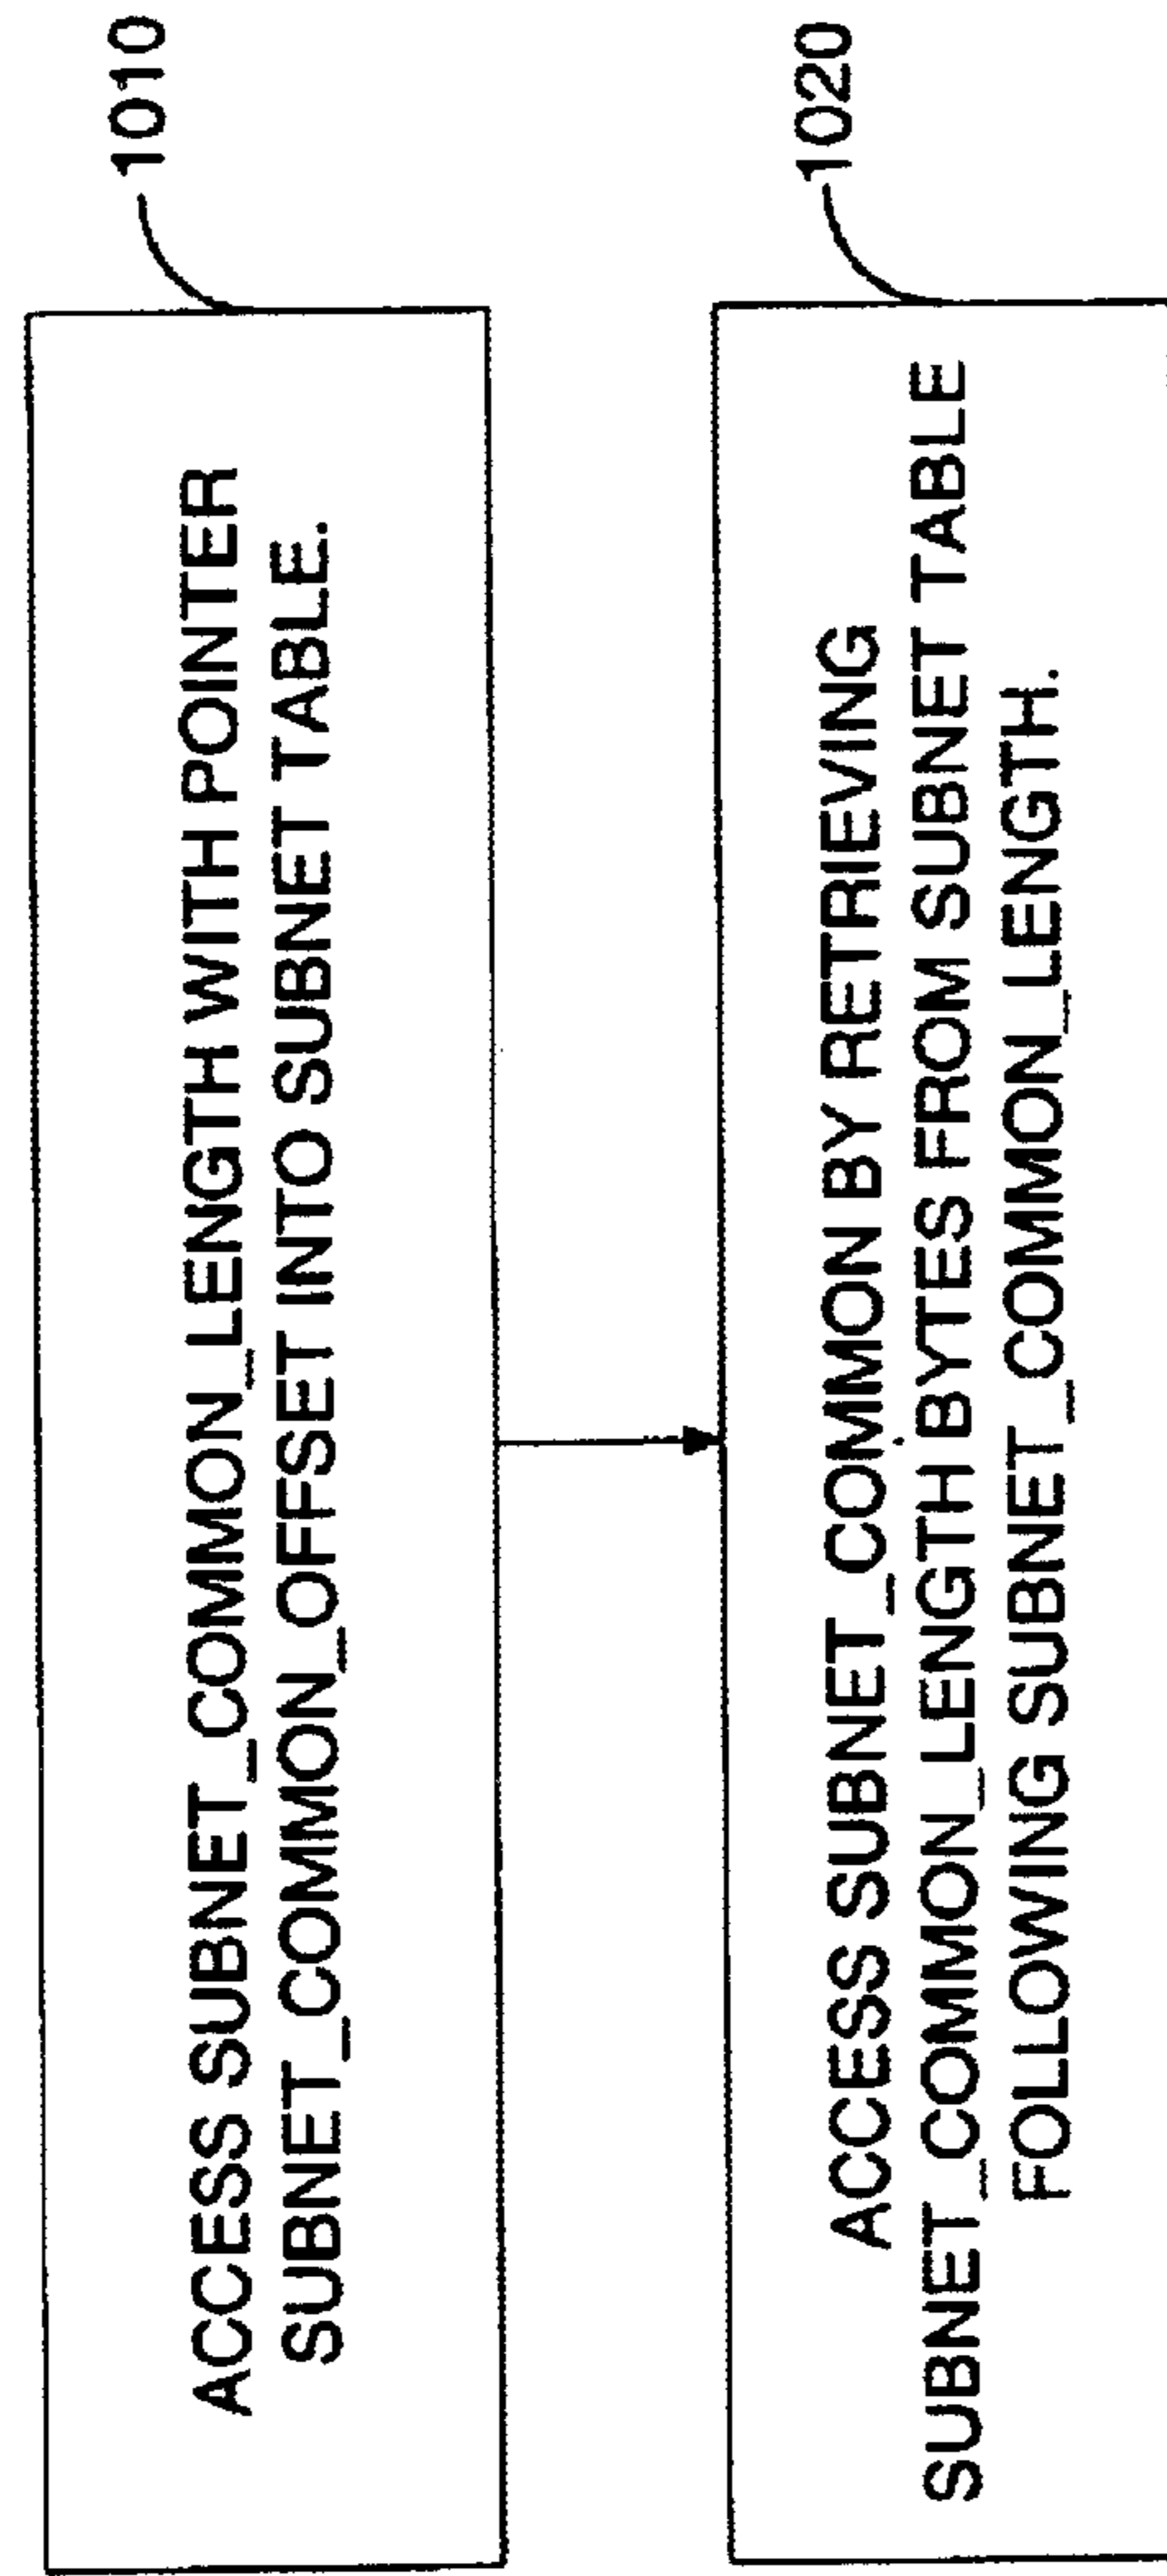 1010
ACCESS SUBNET_COMMON_LENGTH WITH POINTER
SUBNET_COMMON_OFFSET INTO SUBNET TABLE.
1020
ACCESS SUBNET_COMMON BY RETRIEVING
SUBNET_COMMON_LENGTH BYTES FROM SUBNET TABLE
FOLLOWING SUBNET_COMMON_LENGTH.